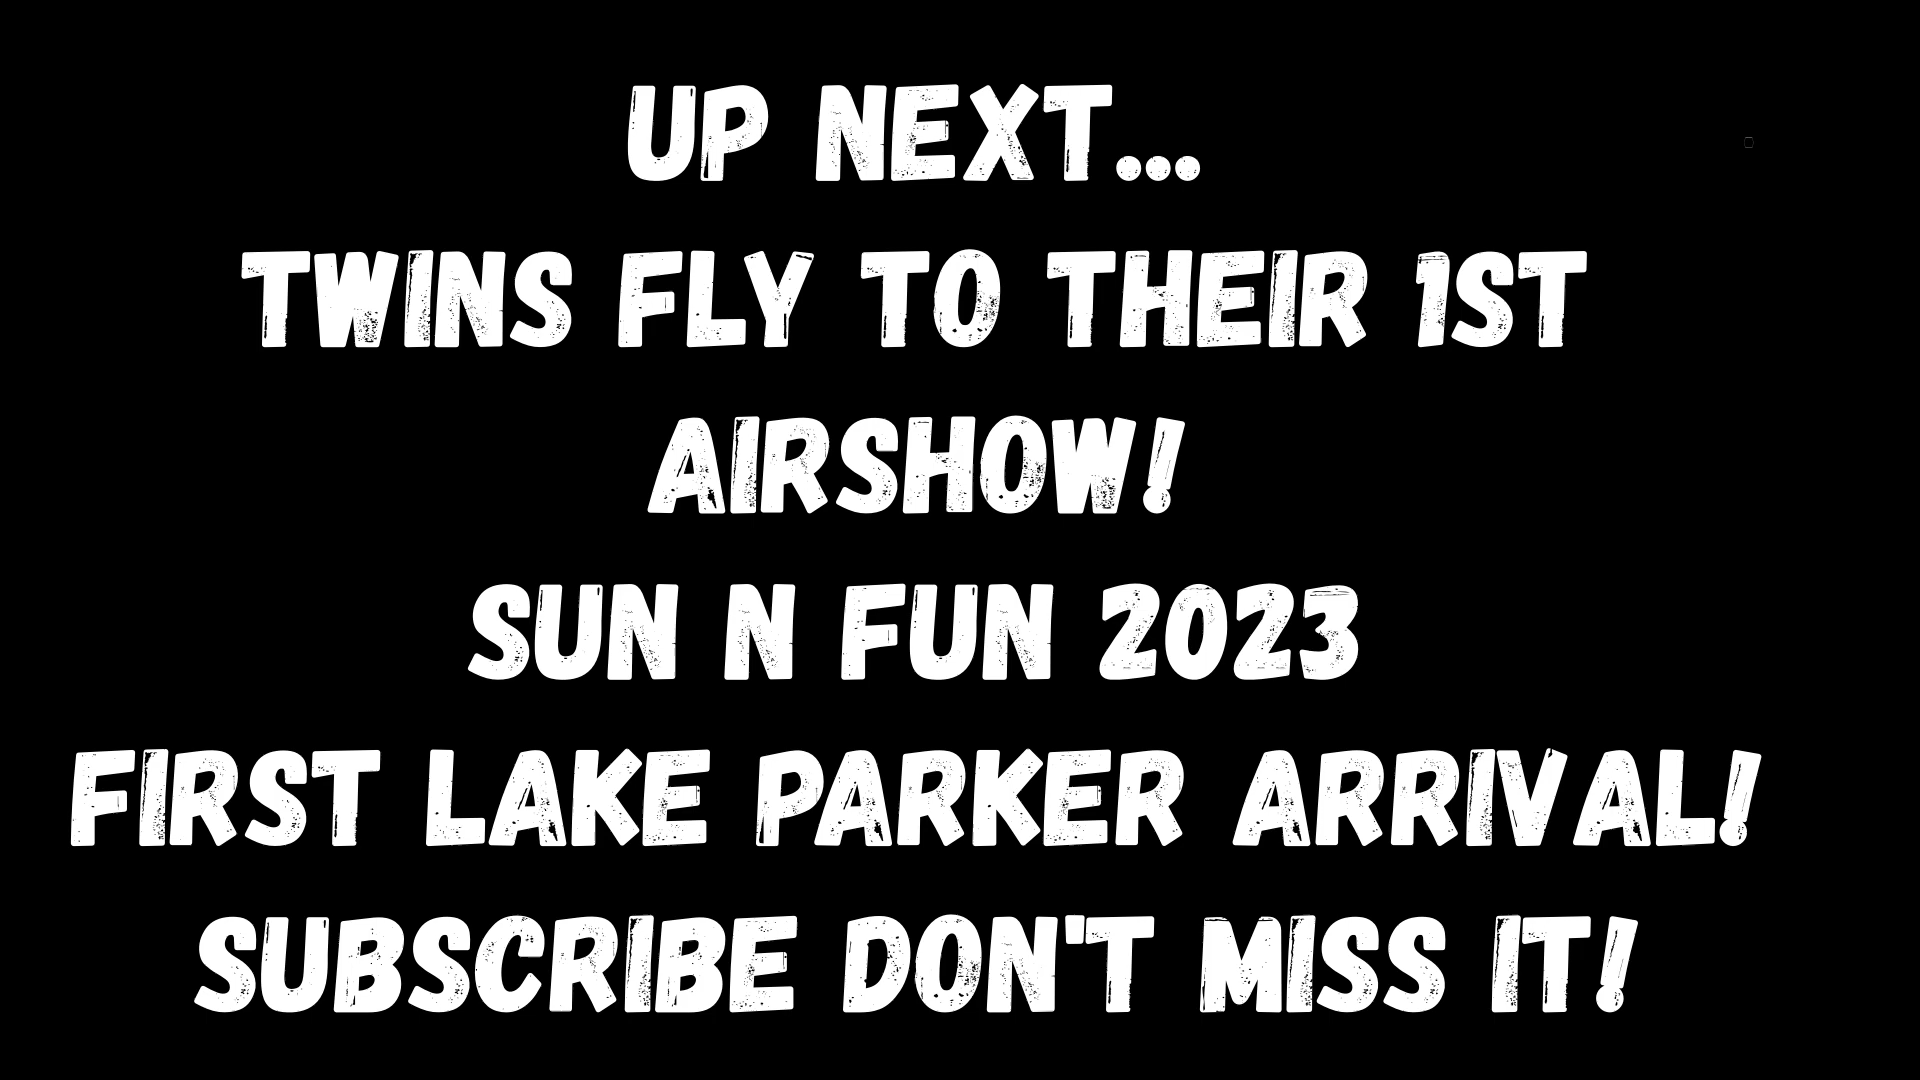 UP NEXT...
TWINS FLY TO THEIR 1ST
AIRSHOW!
SUN N FUN 2023
FIRST LAKE PARKER ARRIVAL!
SUBSCRIBE DON'T MISS IT!